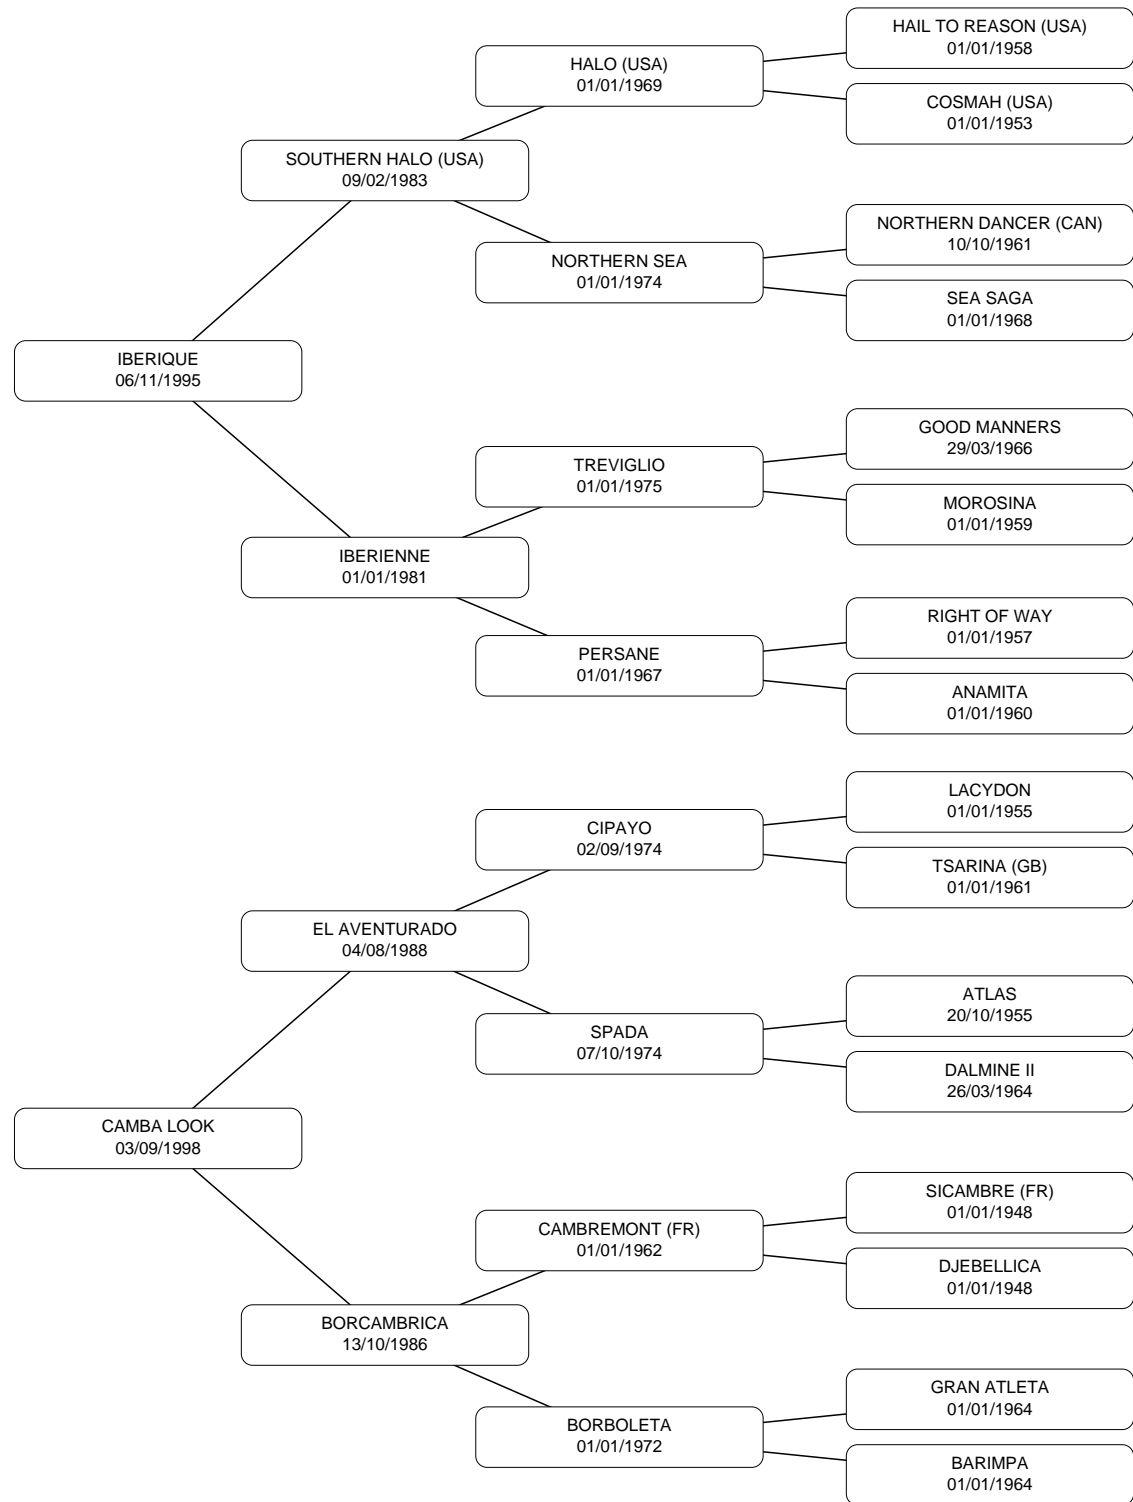 HAIL TO REASON (USA)
01/01/1958
HALO (USA)
01/01/1969
COSMAH (USA)
01/01/1953
SOUTHERN HALO (USA)
09/02/1983
NORTHERN DANCER (CAN)
10/10/1961
NORTHERN SEA
01/01/1974
SEA SAGA
01/01/1968
IBERIQUE
06/11/1995
GOOD MANNERS
29/03/1966
TREVIGLIO
01/01/1975
MOROSINA
01/01/1959
IBERIENNE
01/01/1981
RIGHT OF WAY
01/01/1957
PERSANE
01/01/1967
ANAMITA
01/01/1960
LACYDON
01/01/1955
CIPAYO
02/09/1974
TSARINA (GB)
01/01/1961
EL AVENTURADO
04/08/1988
ATLAS
20/10/1955
SPADA
07/10/1974
DALMINE II
26/03/1964
CAMBA LOOK
03/09/1998
SICAMBRE (FR)
01/01/1948
CAMBREMONT (FR)
01/01/1962
DJEBELLICA
01/01/1948
BORCAMBRICA
13/10/1986
GRAN ATLETA
01/01/1964
BORBOLETA
01/01/1972
BARIMPA
01/01/1964